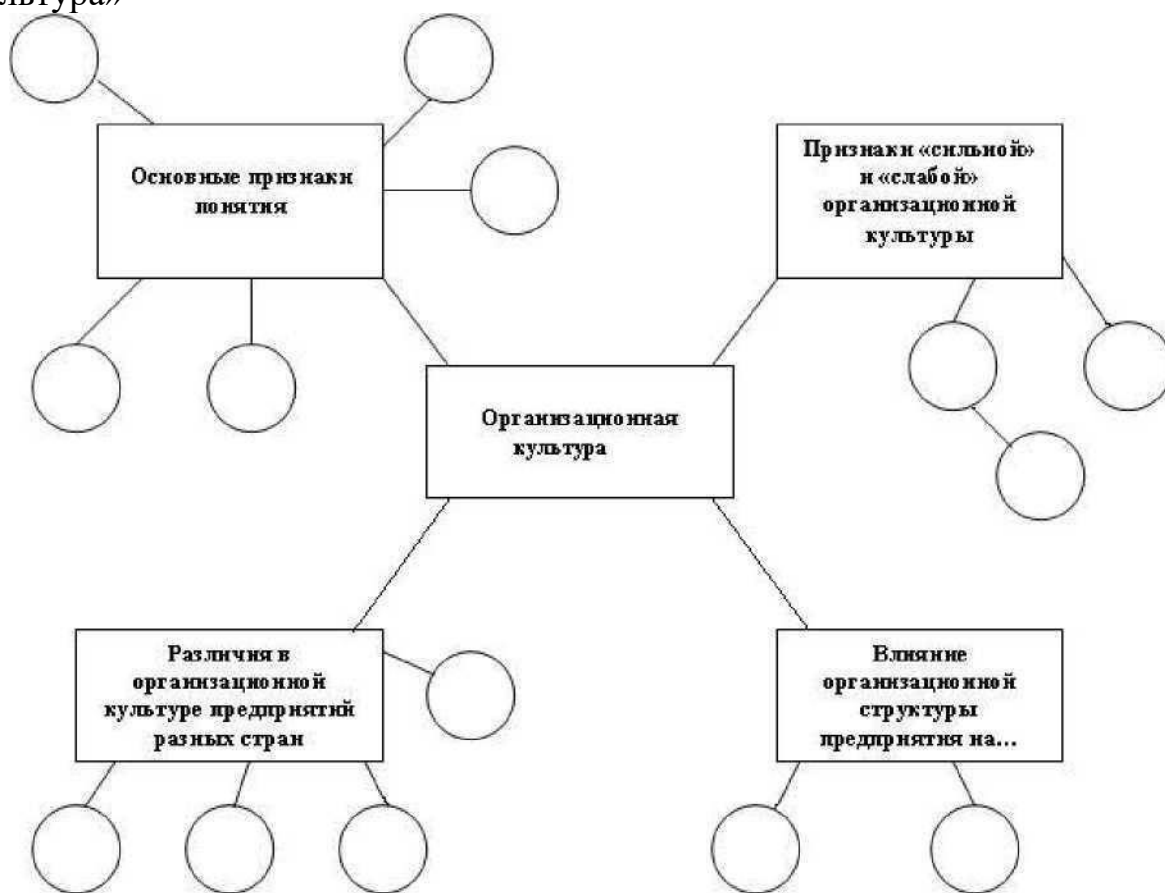 льтура»
Основные признаки
понятия
Признаки «сильной»
и «слабой»
организационной
культуры
Организационная
культура
Различия в
организационной
культуре предприятий
разных стран
Влияние
организационной
структуры
предприятия на...